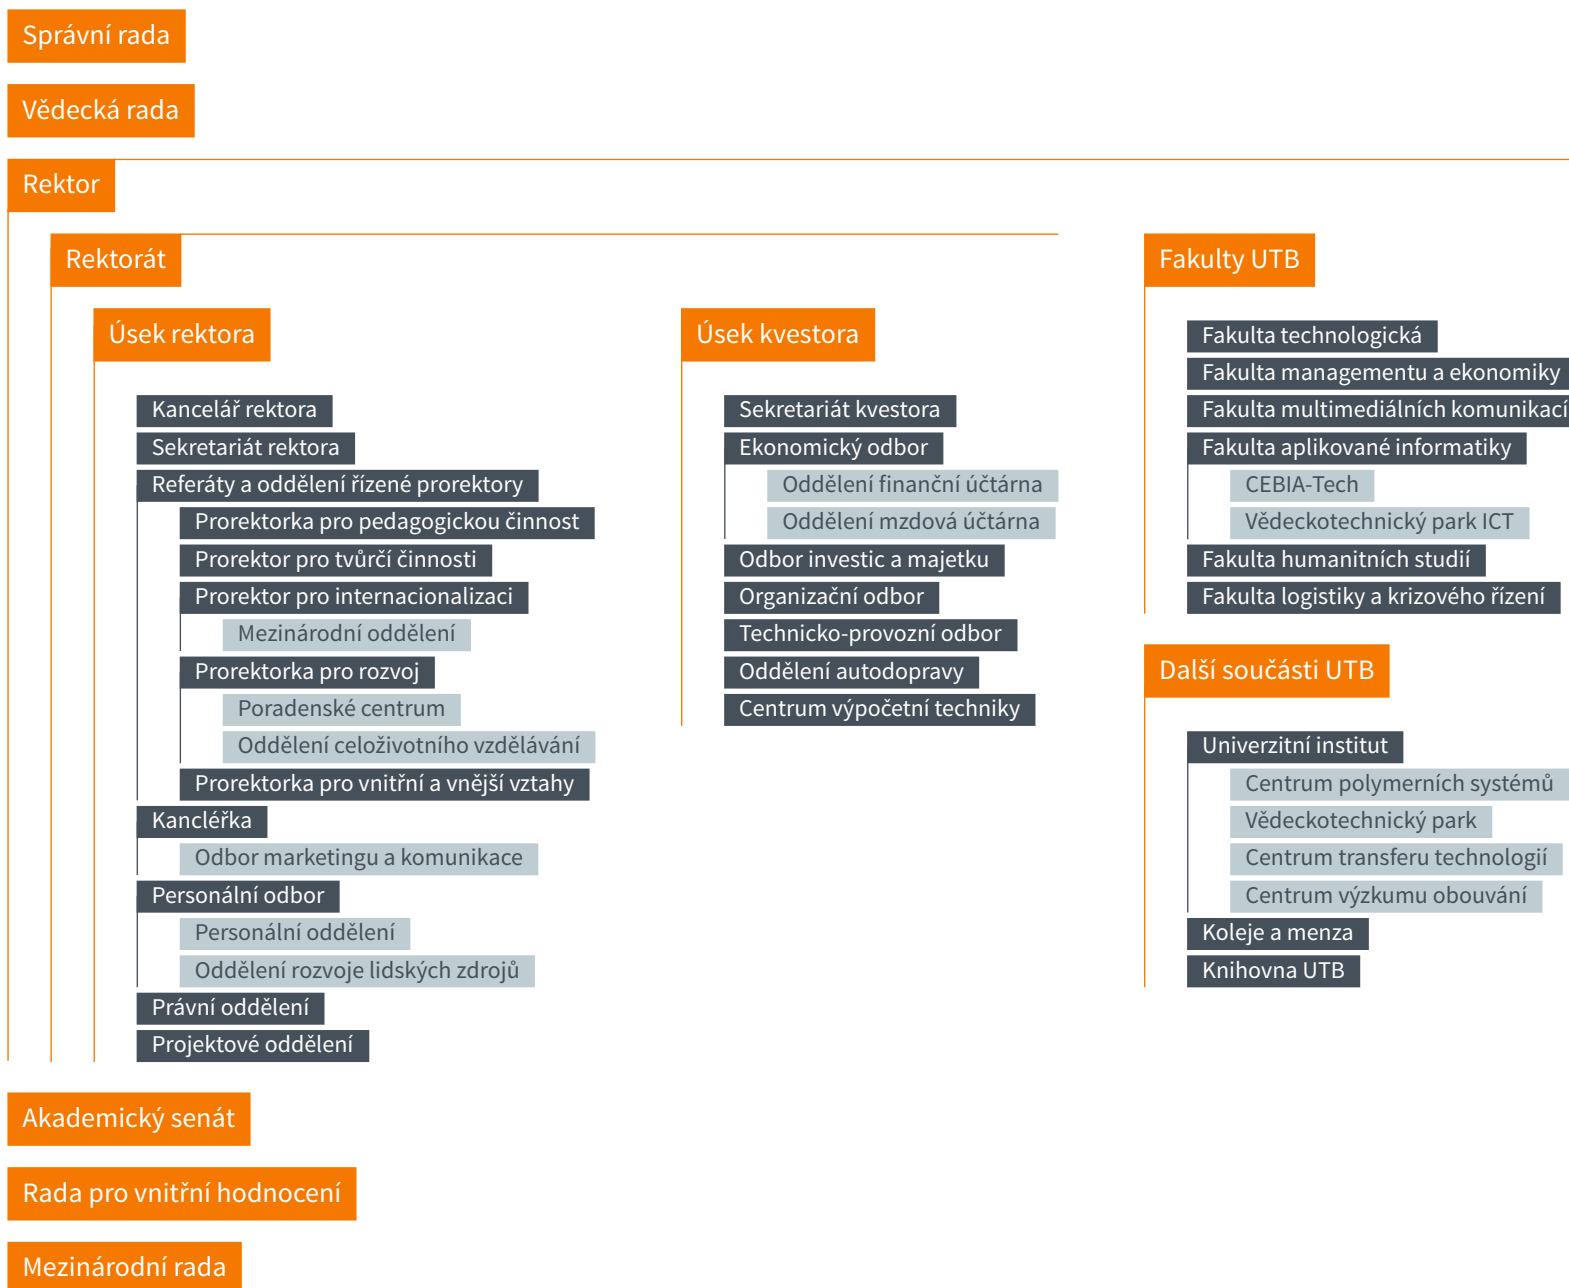 Správní rada
Vědecká rada
Rektor
Rektorát
Úsek rektora
Kancelář rektora
Sekretariát rektora
Referáty a oddělení řízené prorektory
Prorektorka pro pedagogickou činnost
Prorektor pro tvůrčí činnosti
Prorektor pro internacionalizaci
Mezinárodní oddělení
Prorektorka pro rozvoj
Poradenské centrum
Oddělení celoživotního vzdělávání
Prorektorka pro vnitřní a vnější vztahy
Kancléřka
Odbor marketingu a komunikace
Personální odbor
Personální oddělení
Oddělení rozvoje lidských zdrojů
Právní oddělení
Projektové oddělení
Úsek kvestora
Sekretariát kvestora
Ekonomický odbor
Oddělení finanční účtárna
Oddělení mzdová účtárna
Odbor investic a majetku
Organizační odbor
Technicko-provozní odbor
Oddělení autodopravy
Centrum výpočetní techniky
Fakulty UTB
Fakulta technologická
Fakulta managementu a ekonomiky
Fakulta multimediálních komunikací
Fakulta aplikované informatiky
CEBIA-Tech
Vědeckotechnický park ICT
Fakulta humanitních studií
Fakulta logistiky a krizového řízení
Další součásti UTB
Univerzitní institut
Centrum polymerních systémů
Vědeckotechnický park
Centrum transferu technologií
Centrum výzkumu obouvání
Koleje a menza
Knihovna UTB
Akademický senát
Rada pro vnitřní hodnocení
Mezinárodní rada